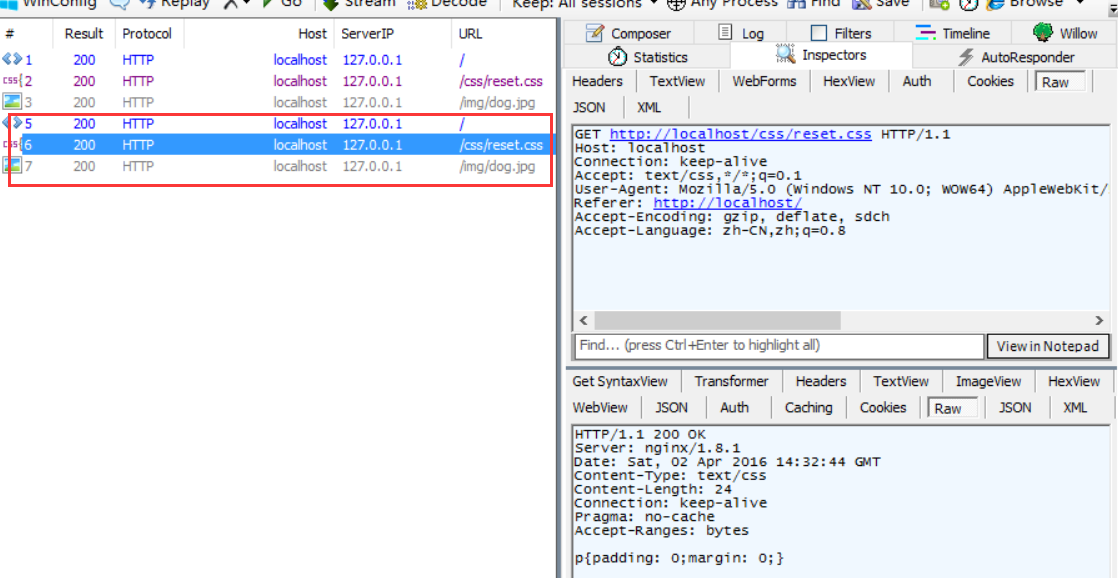 WinConfig Replay Go Stream Decode Keep: All sessions Any Process Find Save Browse
# Result Protocol Host ServerIP URL
1 200 HTTP localhost 127.0.0.1 /
2 200 HTTP localhost 127.0.0.1 /css/reset.css
3 200 HTTP localhost 127.0.0.1 /img/dog.jpg
5 200 HTTP localhost 127.0.0.1 /
6 200 HTTP localhost 127.0.0.1 /css/reset.css
7 200 HTTP localhost 127.0.0.1 /img/dog.jpg
Composer Log Filters Timeline Willow
Statistics Inspectors AutoResponder
Headers TextView WebForms HexView Auth Cookies Raw
JSON XML
GET http://localhost/css/reset.css HTTP/1.1
Host: localhost
Connection: keep-alive
Accept: text/css,*/*;q=0.1
User-Agent: Mozilla/5.0 (Windows NT 10.0; WOW64) AppleWebKit/
Referer: http://localhost/
Accept-Encoding: gzip, deflate, sdch
Accept-Language: zh-CN,zh;q=0.8
Find... (press Ctrl+Enter to highlight all) View in Notepad
Get SyntaxView Transformer Headers TextView ImageView HexView
WebView JSON Auth Caching Cookies Raw JSON XML
HTTP/1.1 200 OK
Server: nginx/1.8.1
Date: Sat, 02 Apr 2016 14:32:44 GMT
Content-Type: text/css
Content-Length: 24
Connection: keep-alive
Pragma: no-cache
Accept-Ranges: bytes
p{padding: 0;margin: 0;}